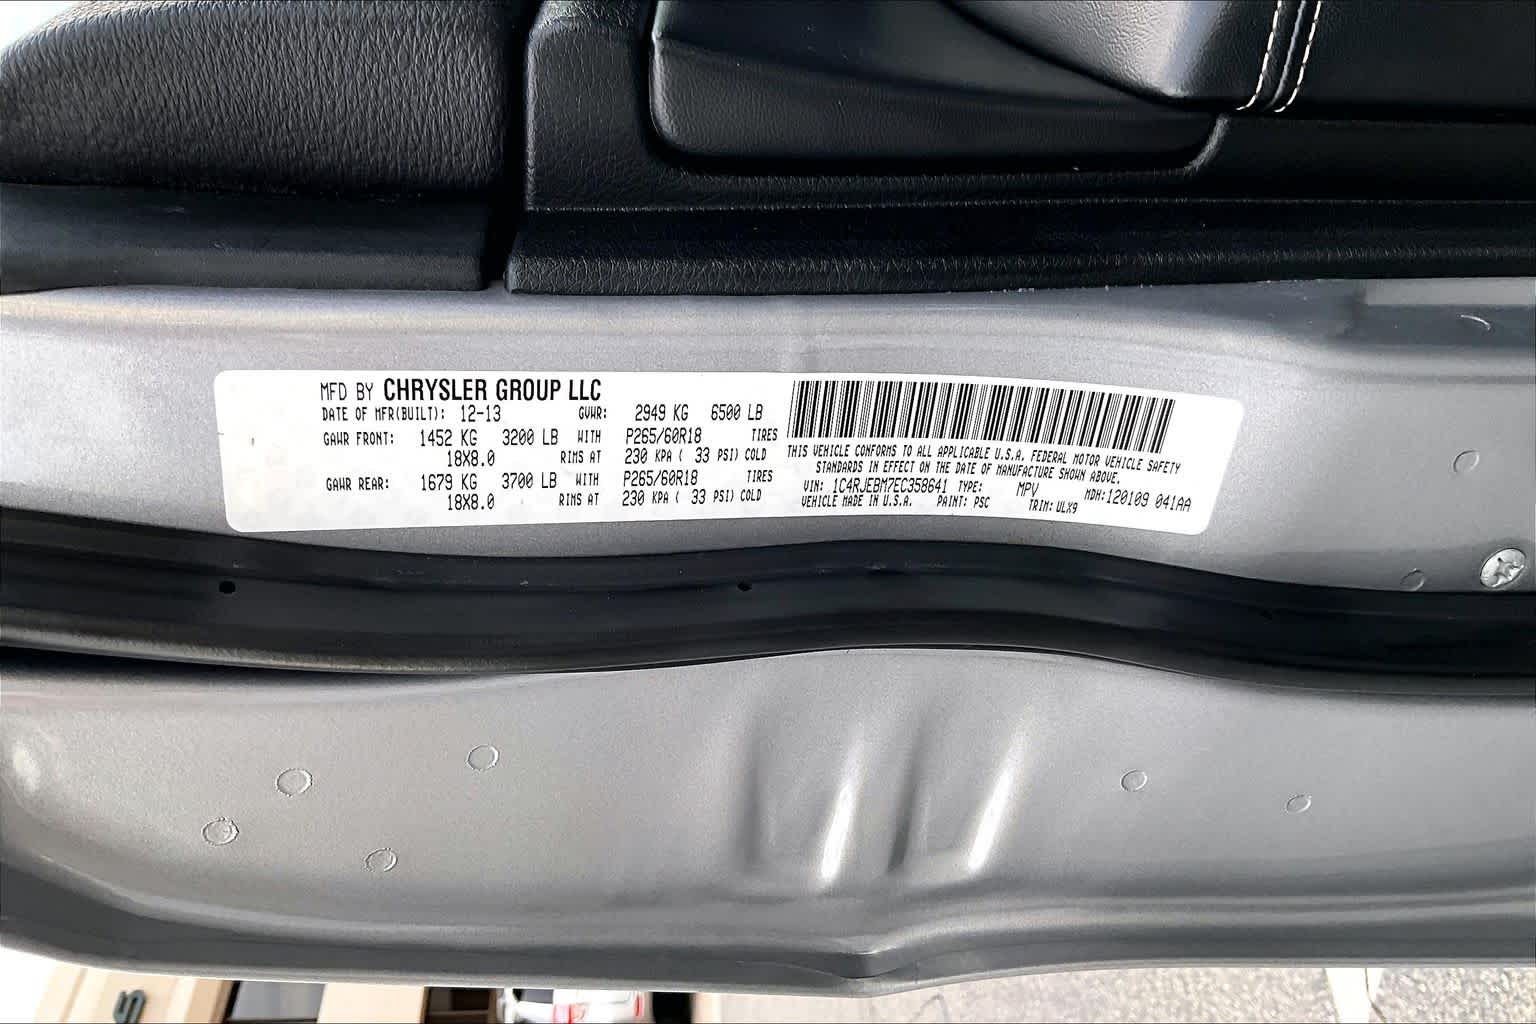 MFD BY CHRYSLER GROUP LLC
DATE OF MFR(BUILT): 12-13 GVWR: 2949 KG 6500 LB
GAWR FRONT: 1452 KG 3200 LB WITH P265/60R18 TIRES
18X8.0 RIMS AT 230 KPA ( 33 PSI) COLD
GAWR REAR: 1679 KG 3700 LB WITH P265/60R18 TIRES
18X8.0 RIMS AT 230 KPA ( 33 PSI) COLD
THIS VEHICLE CONFORMS TO ALL APPLICABLE U.S.A. FEDERAL MOTOR VEHICLE SAFETY
STANDARDS IN EFFECT ON THE DATE OF MANUFACTURE SHOWN ABOVE.
VIN: 1C4RJEBM7EC358641 TYPE: MPV MDH:120109 041AA
VEHICLE MADE IN U.S.A. PAINT: PSC TRIM: ULX9
S